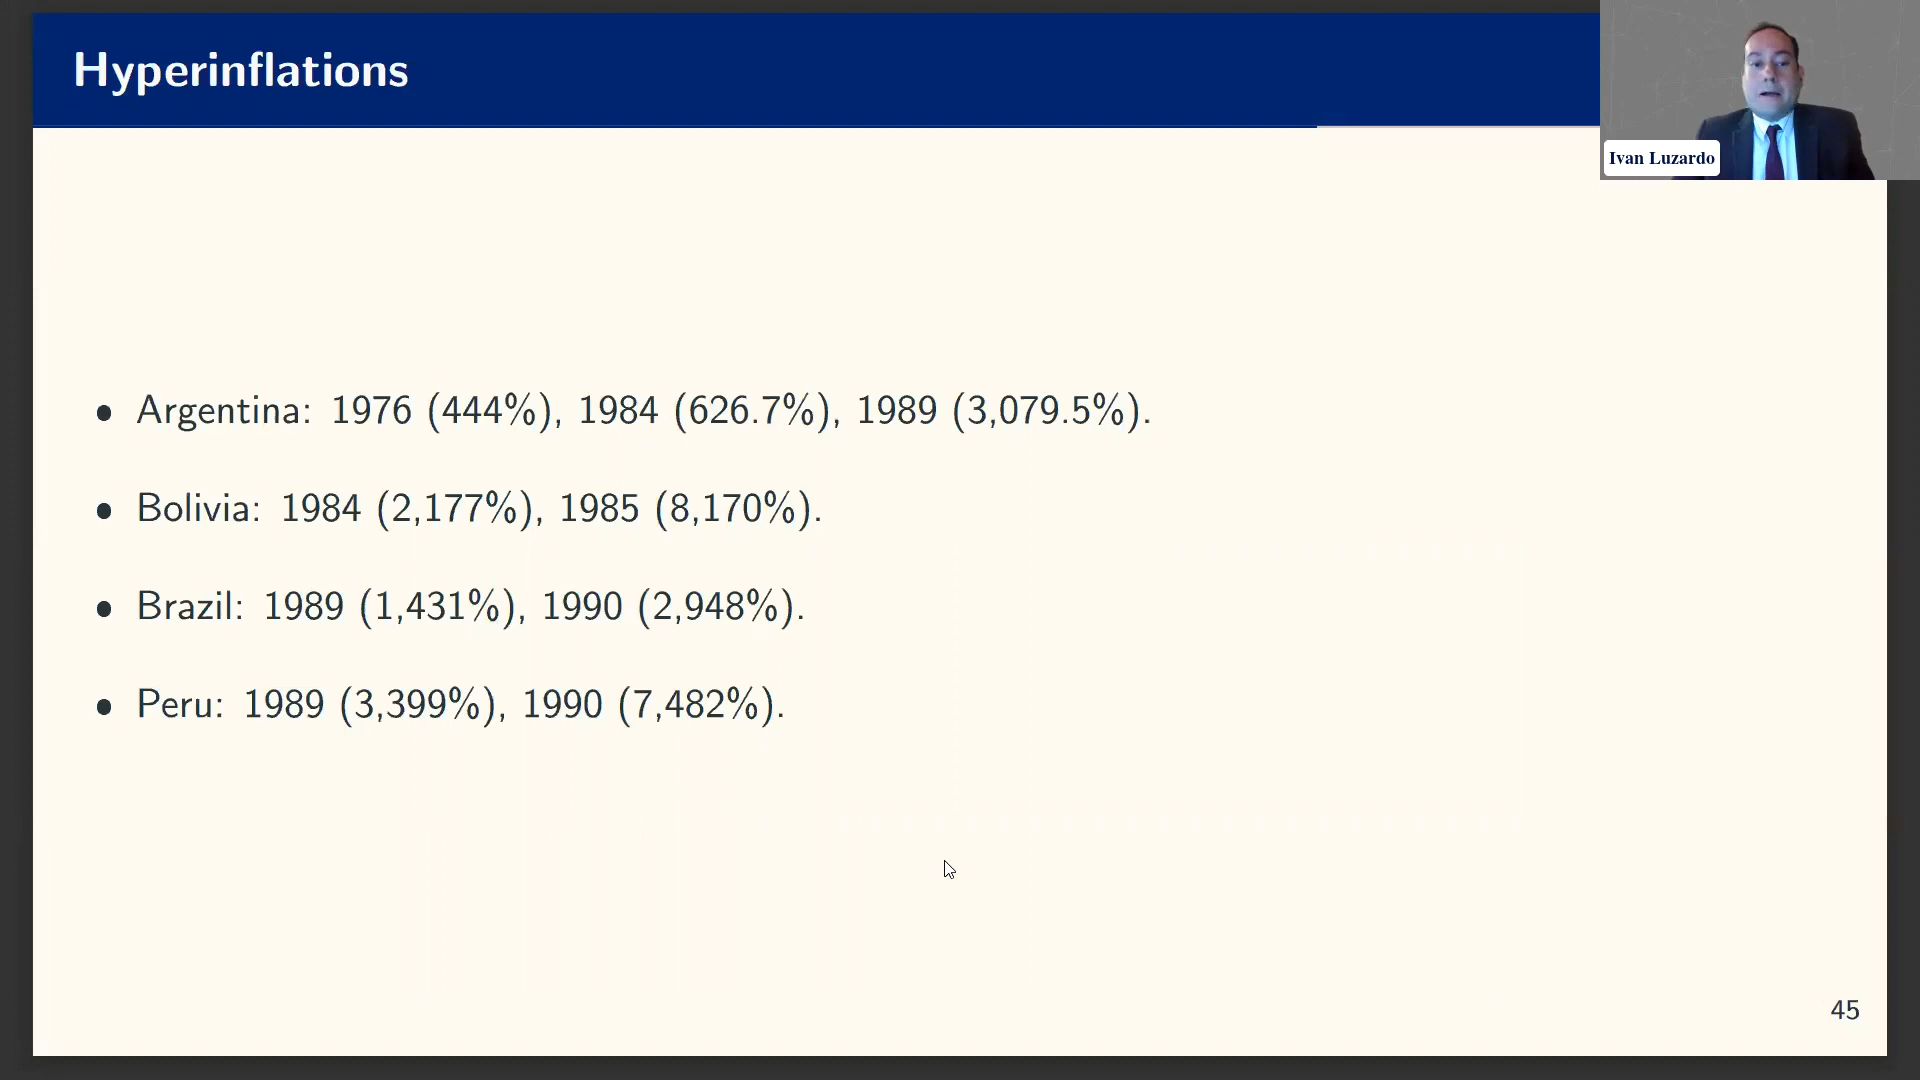 Hyperinflations
Ivan Luzardo
• Argentina: 1976 (444%), 1984 (626.7%), 1989 (3,079.5%).
• Bolivia: 1984 (2,177%), 1985 (8,170%).
• Brazil: 1989 (1,431%), 1990 (2,948%).
• Peru: 1989 (3,399%), 1990 (7,482%).
45